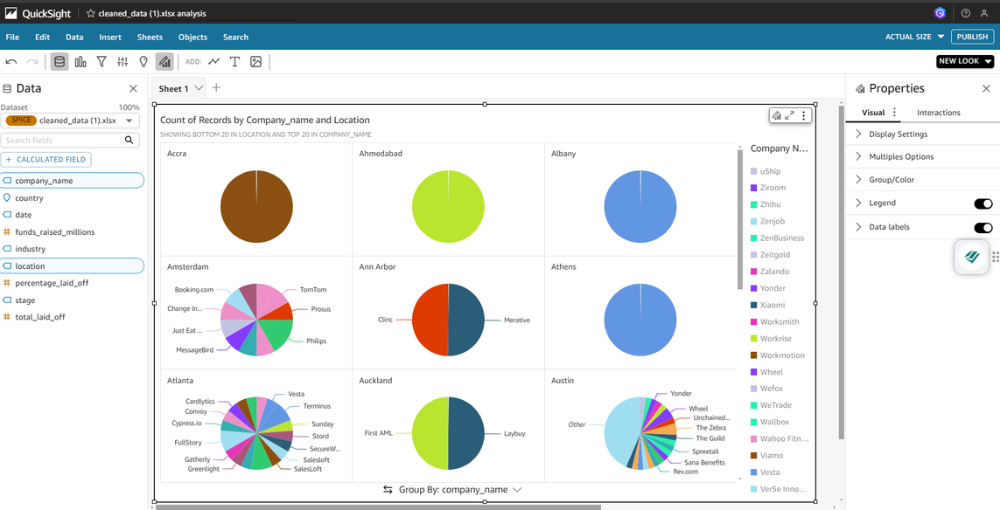 QuickSight cleaned_data (1).xlsx analysis
File Edit Data Insert Sheets Objects Search ACTUAL SIZE PUBLISH
ADD: NEW LOOK
Data
Dataset 100%
SPICE cleaned_data (1).xlsx
Search fields
+ CALCULATED FIELD
company_name
country
date
funds_raised_millions
industry
location
percentage_laid_off
stage
total_laid_off
Sheet 1
Count of Records by Company_name and Location
SHOWING BOTTOM 20 IN LOCATION AND TOP 20 IN COMPANY_NAME
Accra
Ahmedabad
Albany
Amsterdam
Booking.com
Change In...
Just Eat ...
MessageBird
TomTom
Prosus
Philips
Ann Arbor
Clinc
Merative
Athens
Atlanta
Cardlytics
Convoy
Cypress.io
FullStory
Gatherly
Greenlight
Vesta
Terminus
Sunday
Stord
SecureW...
Salesloft
SalesLoft
Auckland
First AML
Laybuy
Austin
Other
Yonder
Wheel
Unchained...
The Zebra
The Guild
Spreetail
Sana Benefits
Rev.com
Group By: company_name
Company N...
uShip
Ziroom
Zhihu
Zenjob
ZenBusiness
Zeitgold
Zalando
Yonder
Xiaomi
Worksmith
Workrise
Workmotion
Wheel
Wefox
WeTrade
Wallbox
Wahoo Fitn...
Viamo
Vesta
VerSe Inno...
Properties
Visual Interactions
Display Settings
Multiples Options
Group/Color
Legend
Data labels